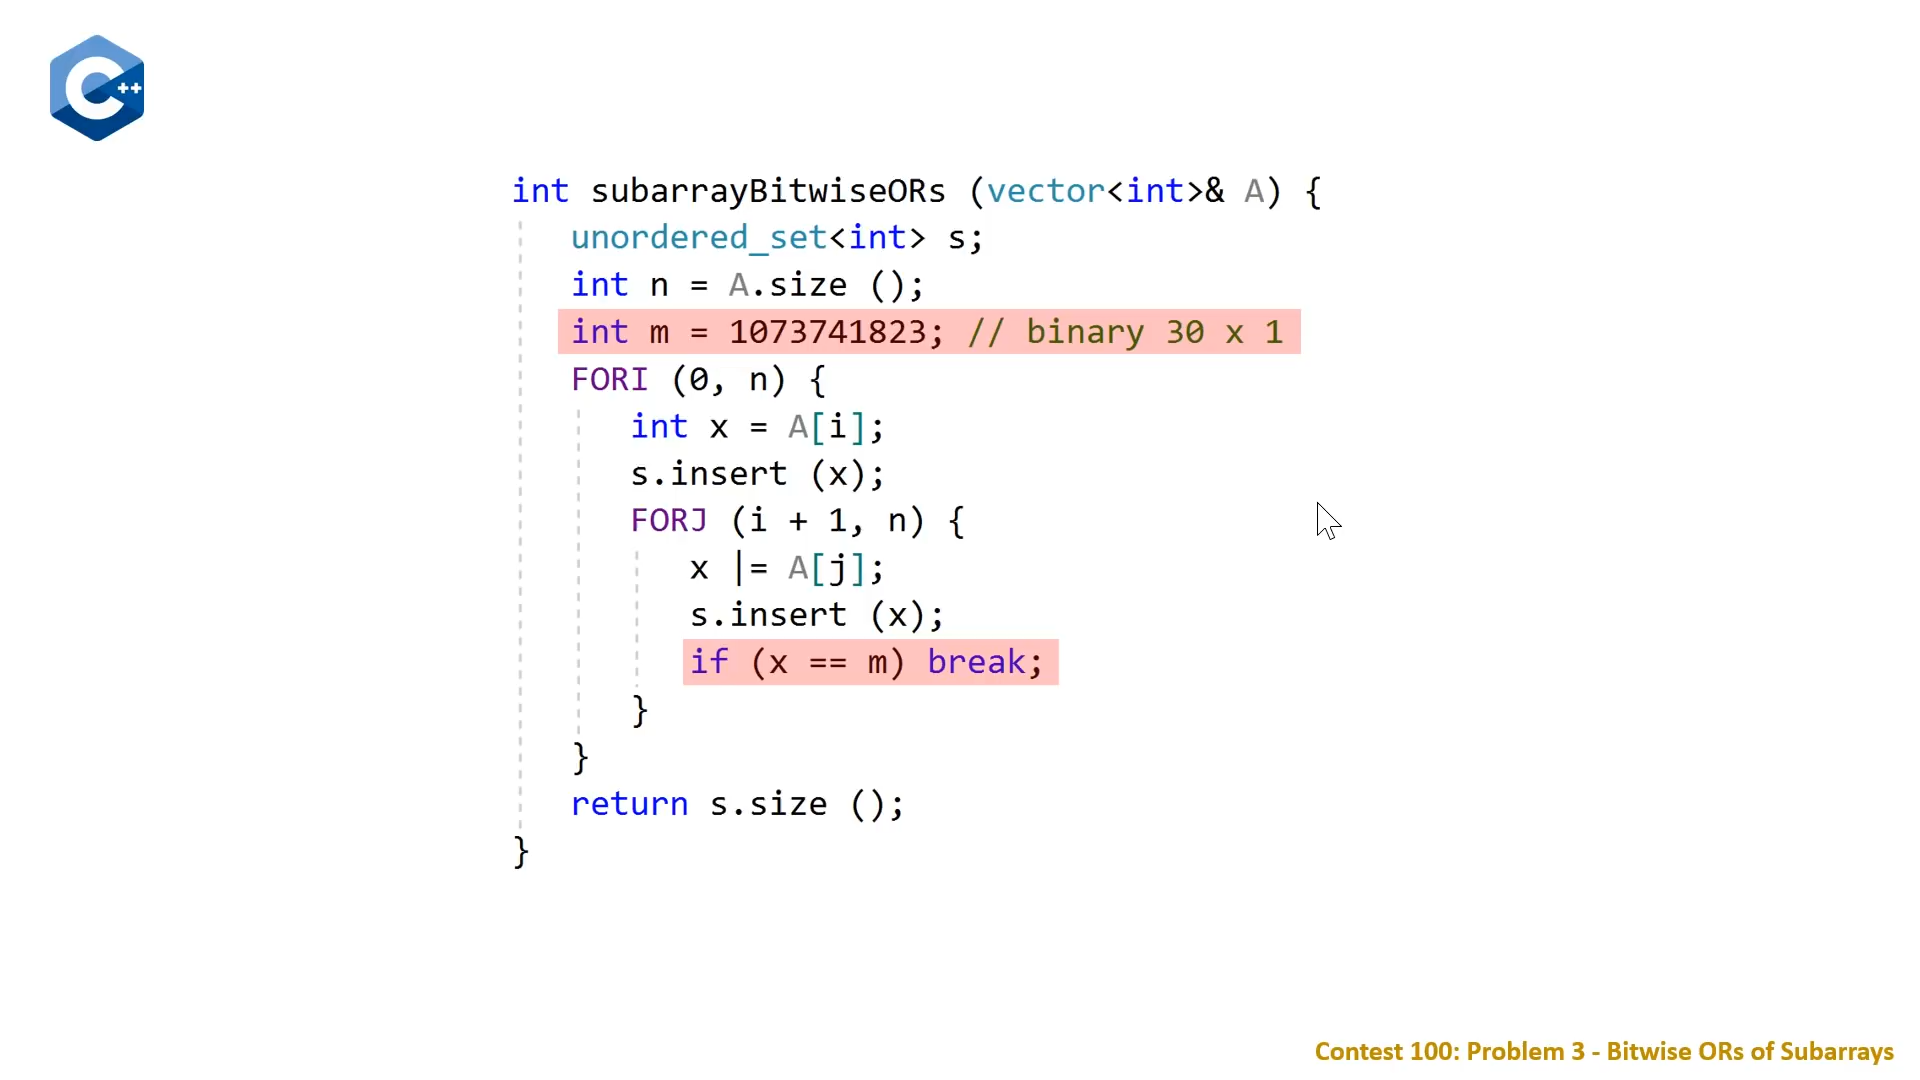 C++
int subarrayBitwiseORs (vector<int>& A) {
unordered_set<int> s;
int n = A.size ();
int m = 1073741823; // binary 30 x 1
FORI (0, n) {
int x = A[i];
s.insert (x);
FORJ (i + 1, n) {
x |= A[j];
s.insert (x);
if (x == m) break;
}
}
return s.size ();
}
Contest 100: Problem 3 - Bitwise ORs of Subarrays